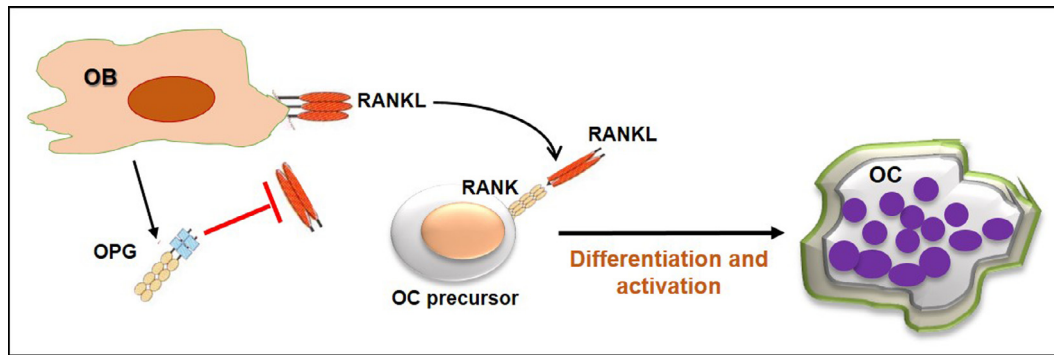 OB
RANKL
RANKL
RANK
OPG
OC precursor
Differentiation and
activation
OC